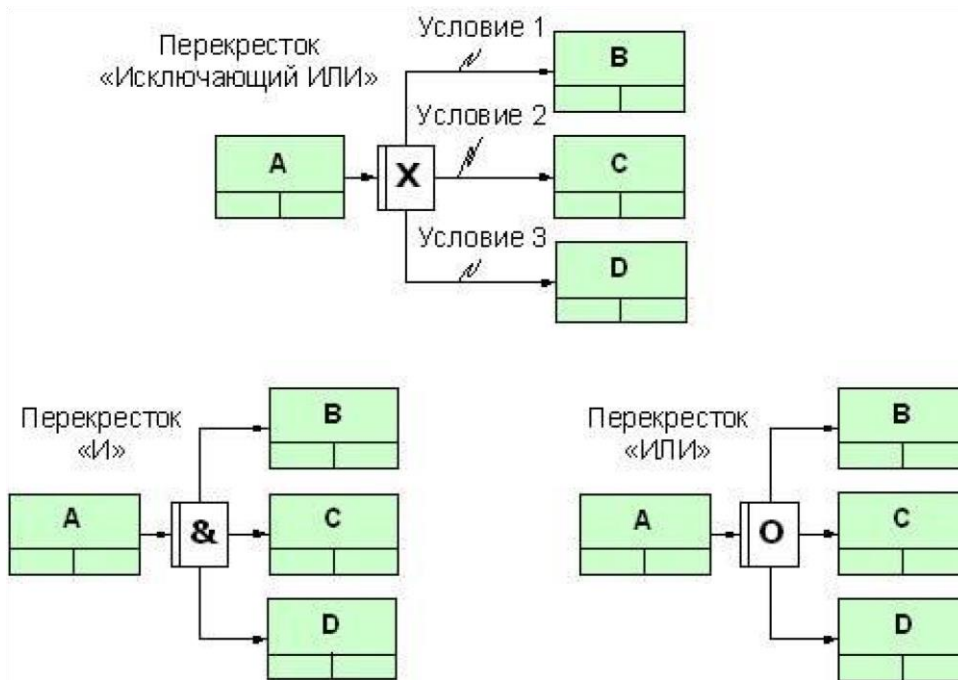 Перекресток
«Исключающий ИЛИ»
Условие 1
B
Условие 2
A
X
C
Условие 3
D
Перекресток
«И»
B
A
&
C
D
Перекресток
«ИЛИ»
B
A
O
C
D